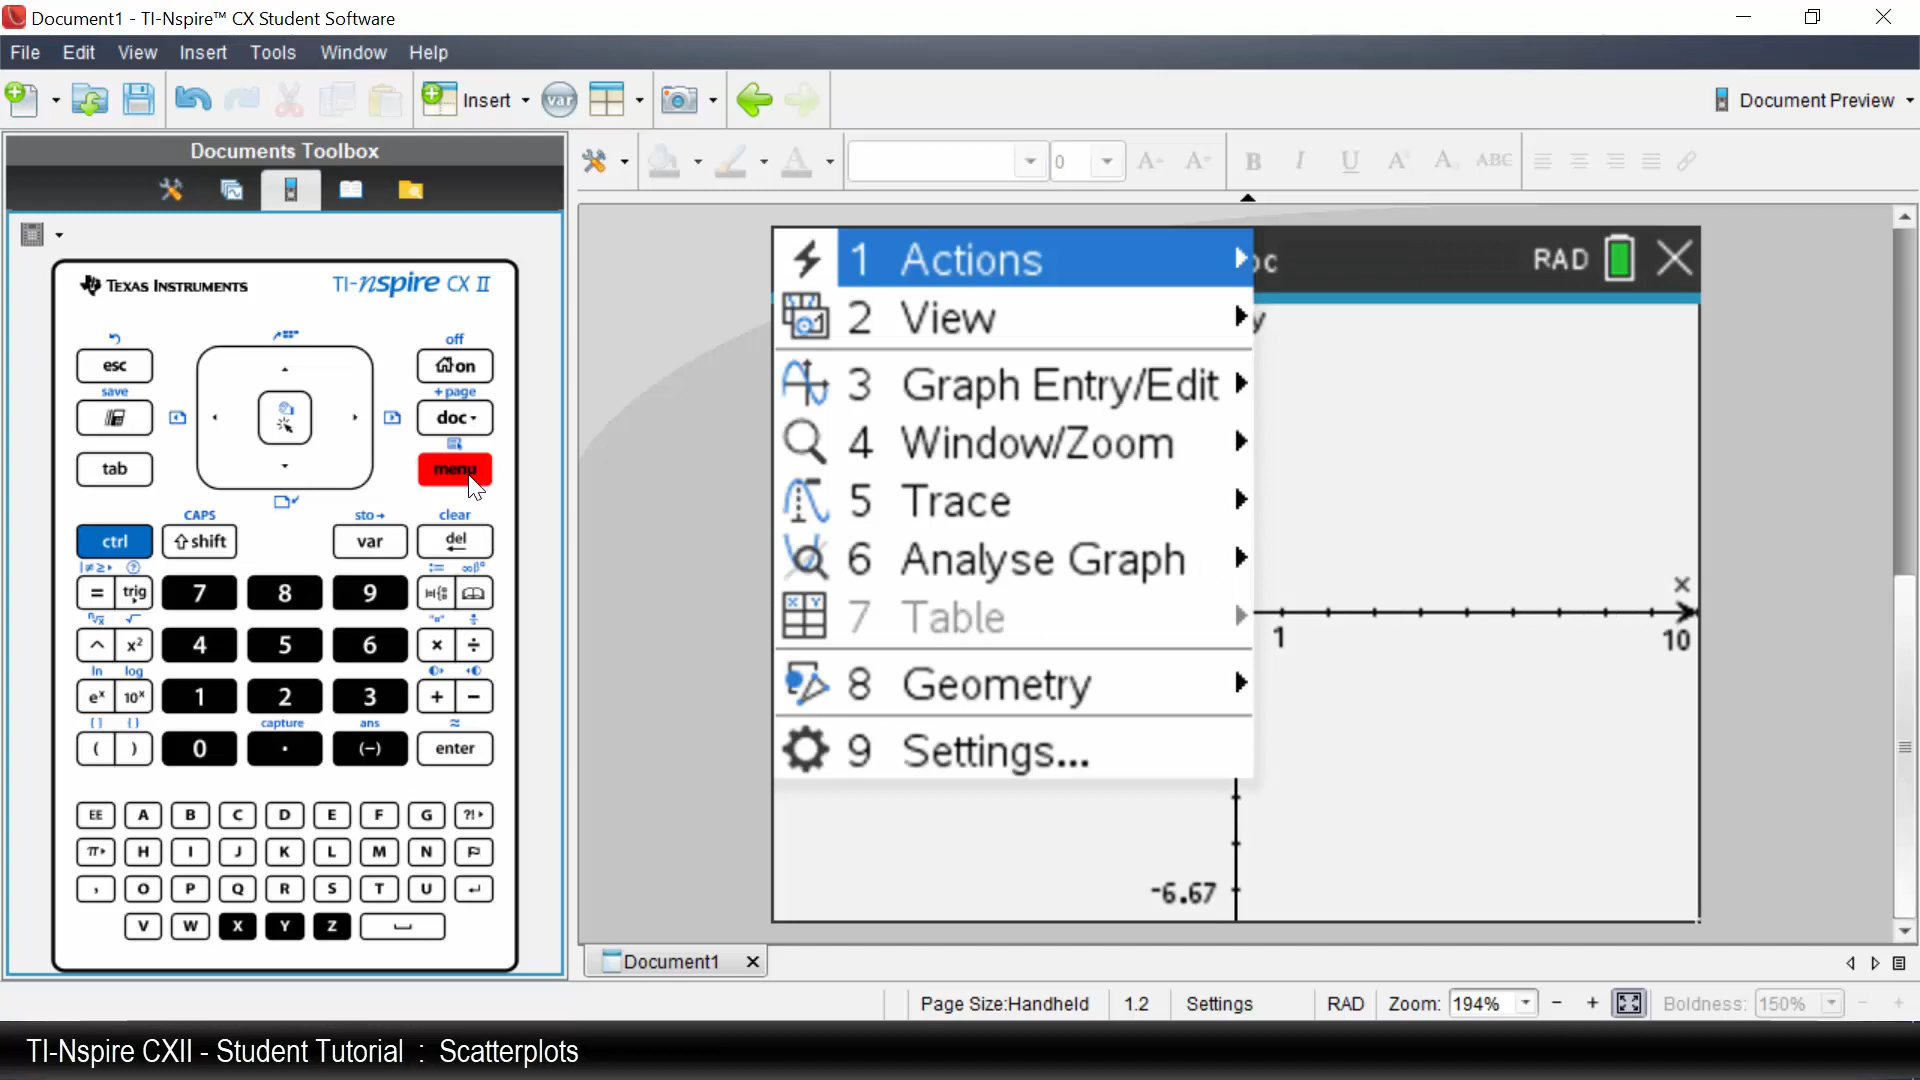 Document1 - TI-Nspire™ CX Student Software
File Edit View Insert Tools Window Help
Insert var Document Preview
Documents Toolbox
0 A A B I U A A ABC
TEXAS INSTRUMENTS TI-nspire CX II
off
esc on
save +page
doc
tab menu
CAPS sto→ clear
ctrl shift var del
= trig 7 8 9
^ x² 4 5 6 × ÷
ln log
eˣ 10ˣ 1 2 3 + −
[ ] { } capture ans ≈
( ) 0 . (−) enter
EE A B C D E F G ?!▸
π▸ H I J K L M N
, O P Q R S T U
V W X Y Z
1 Actions
2 View
3 Graph Entry/Edit
4 Window/Zoom
5 Trace
6 Analyse Graph
7 Table
8 Geometry
9 Settings...
oc RAD
y
x
1 10
-6.67
Document1
Page Size:Handheld 1.2 Settings RAD Zoom: 194% - + Boldness: 150% - +
TI-Nspire CXII - Student Tutorial : Scatterplots